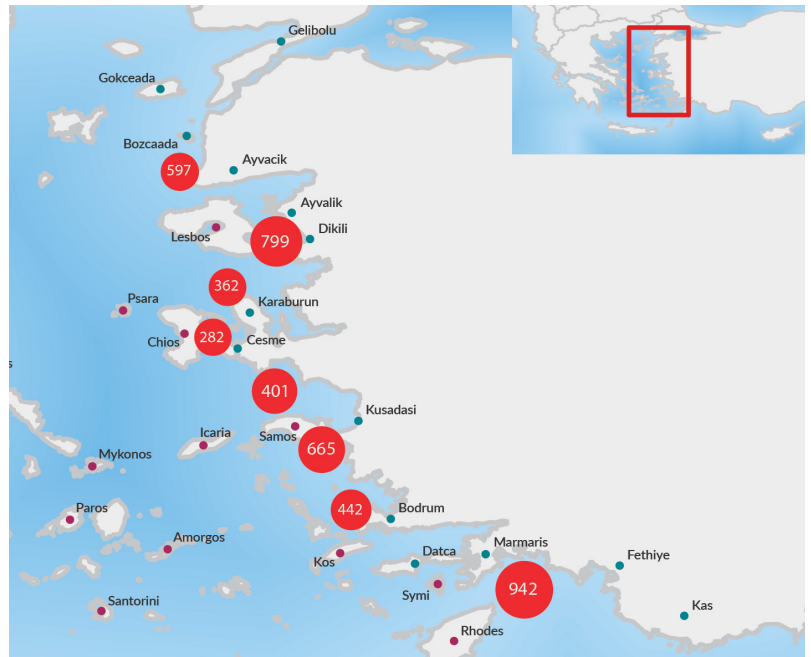 Gelibolu
Gokceada
Bozcaada
597
Ayvacik
Ayvalik
Lesbos
799
Dikili
362
Psara
Karaburun
Chios
282
Cesme
401
Kusadasi
Icaria
Samos
665
Mykonos
Paros
442
Bodrum
Amorgos
Kos
Datca
Marmaris
Fethiye
Symi
942
Santorini
Kas
Rhodes
s